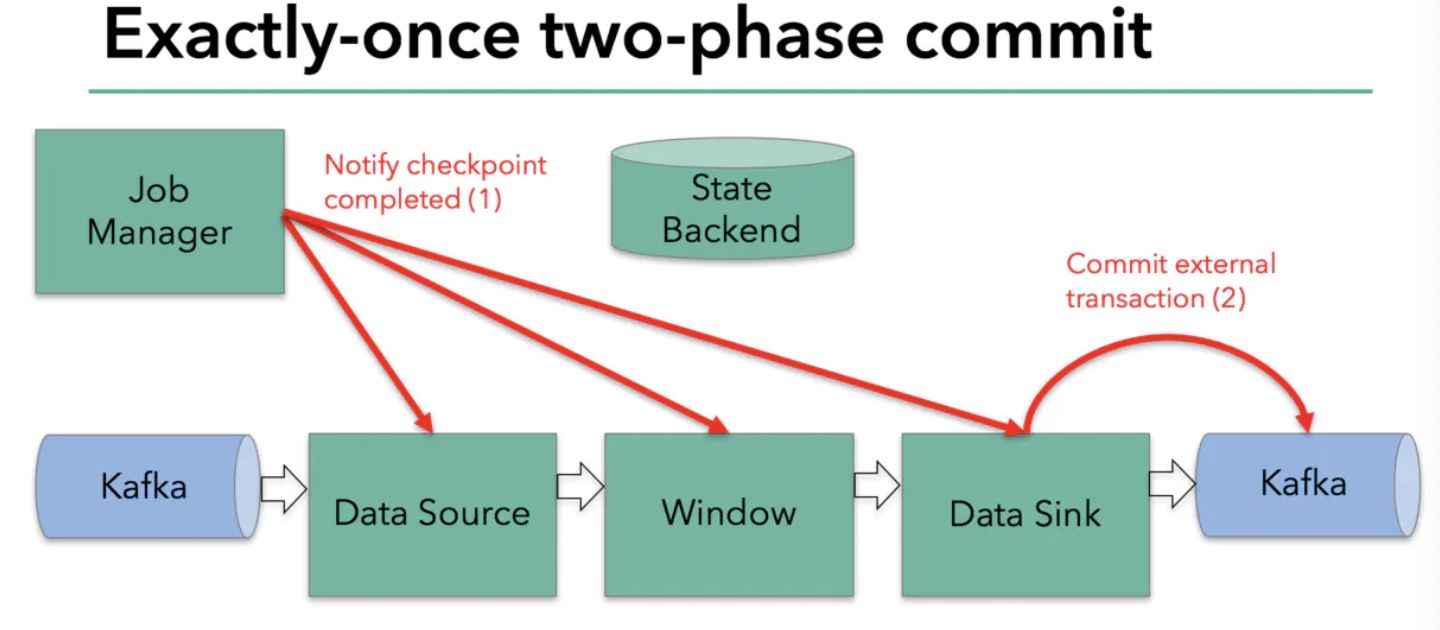 Exactly-once two-phase commit
Job
Manager
Notify checkpoint
completed (1)
State
Backend
Commit external
transaction (2)
Kafka
Data Source
Window
Data Sink
Kafka